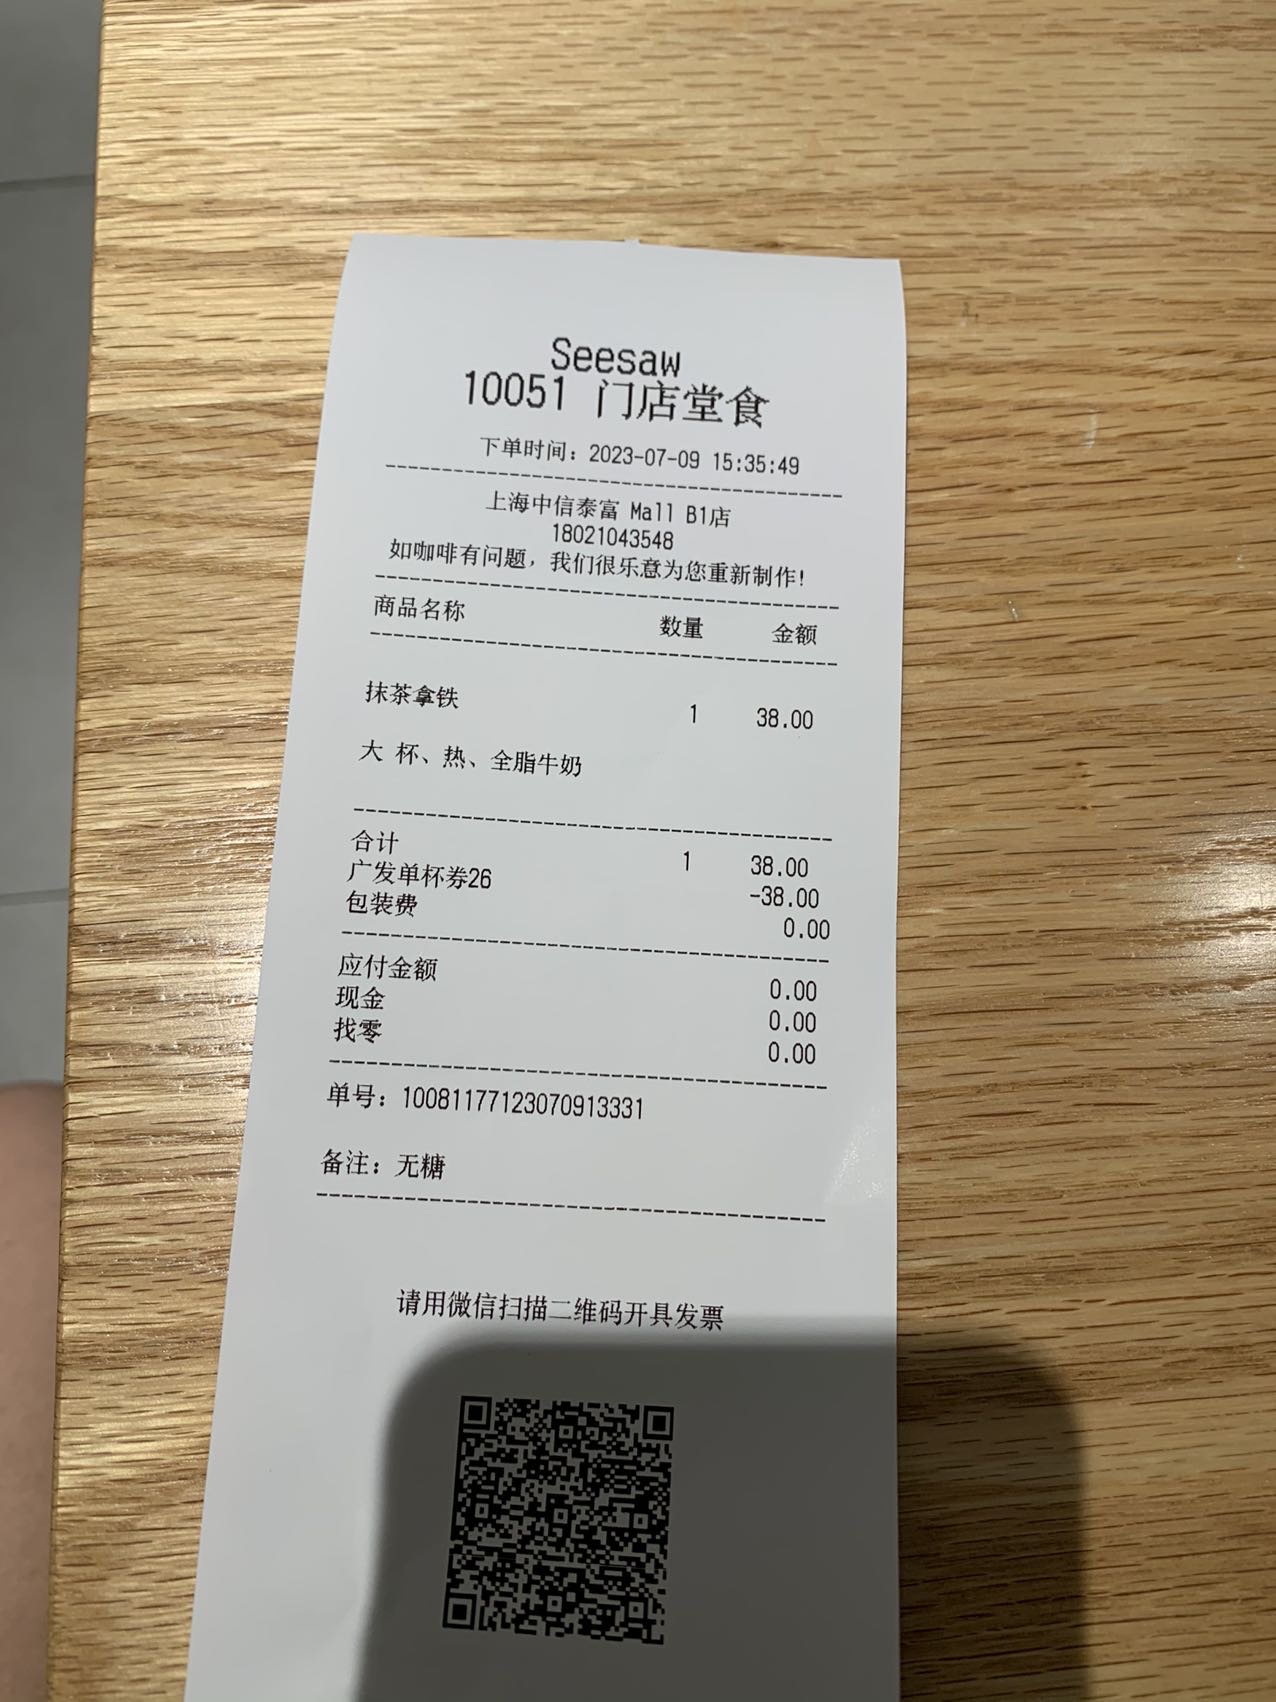 Seesaw
10051 门店堂食
下单时间：2023-07-09 15:35:49
上海中信泰富 Mall B1店
18021043548
如咖啡有问题，我们很乐意为您重新制作！
商品名称 数量 金额
抹茶拿铁 1 38.00
大 杯、热、全脂牛奶
合计 1 38.00
广发单杯券26 -38.00
包装费 0.00
应付金额 0.00
现金 0.00
找零 0.00
单号：10081177123070913331
备注：无糖
请用微信扫描二维码开具发票